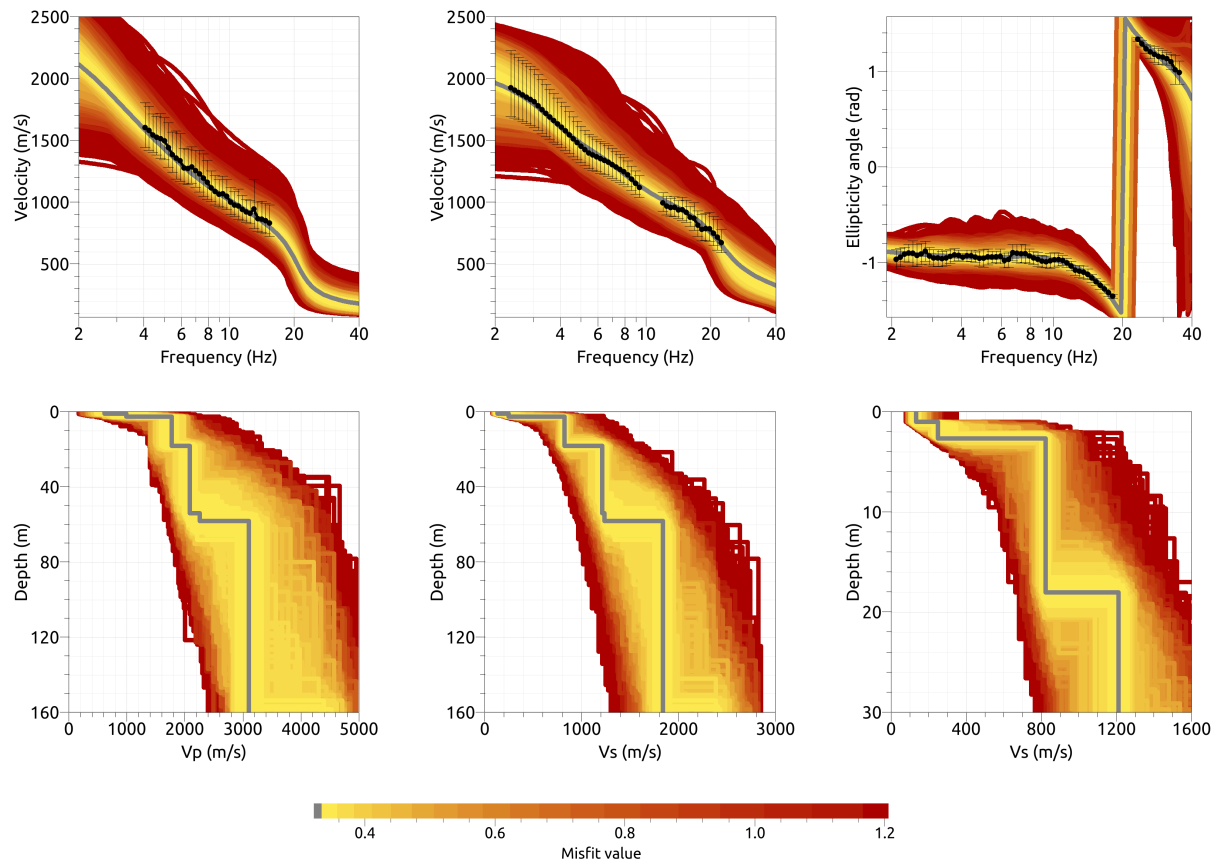 2500
2000
1500
1000
500
Velocity (m/s)
2 4 6 8 10 20 40
Frequency (Hz)
2500
2000
1500
1000
500
Velocity (m/s)
2 4 6 8 10 20 40
Frequency (Hz)
1
0
-1
Ellipticity angle (rad)
2 4 6 8 10 20 40
Frequency (Hz)
0
40
80
120
160
Depth (m)
0 1000 2000 3000 4000 5000
Vp (m/s)
0
40
80
120
160
Depth (m)
0 1000 2000 3000
Vs (m/s)
0
10
20
30
Depth (m)
0 400 800 1200 1600
Vs (m/s)
0.4 0.6 0.8 1.0 1.2
Misfit value